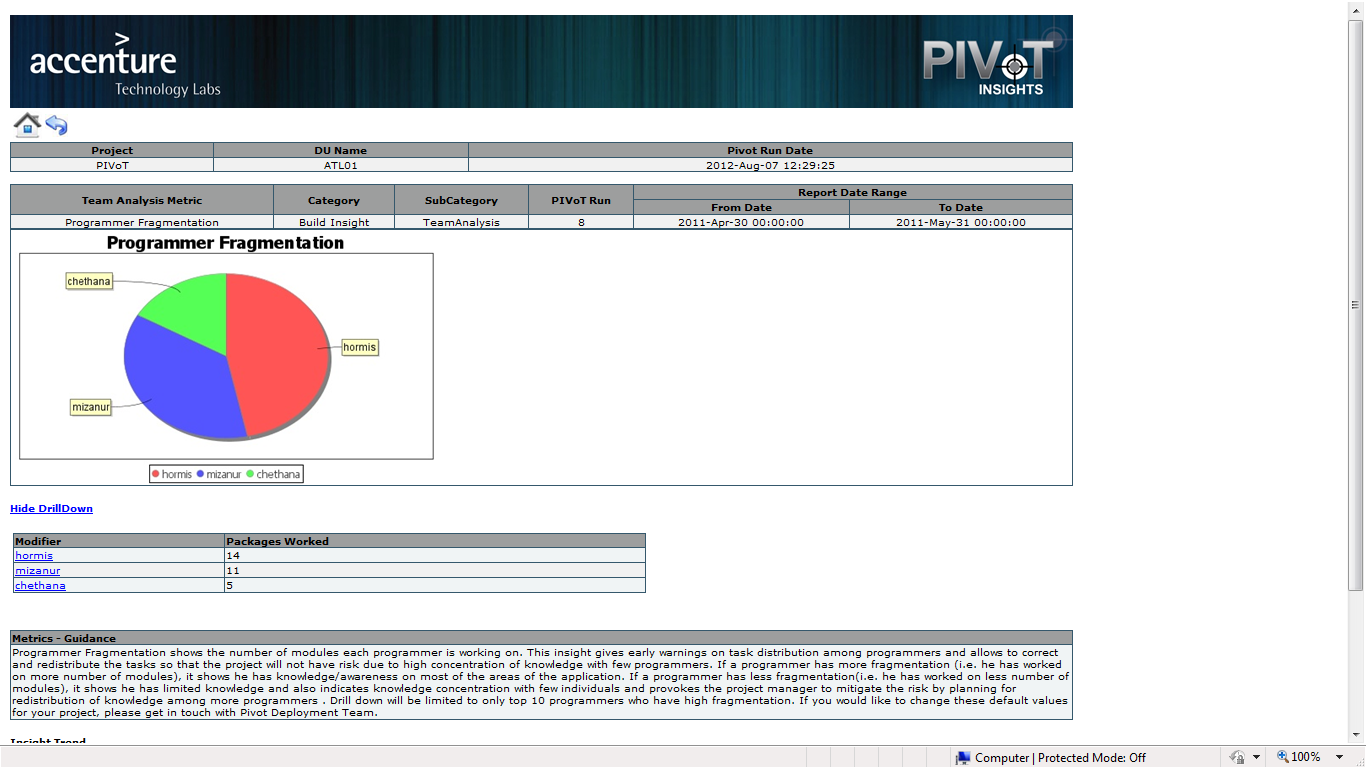 accenture
Technology Labs
PIVoT
INSIGHTS
Project DU Name Pivot Run Date
PIVoT ATL01 2012-Aug-07 12:29:25
Team Analysis Metric Category SubCategory PIVoT Run Report Date Range
From Date To Date
Programmer Fragmentation Build Insight TeamAnalysis 8 2011-Apr-30 00:00:00 2011-May-31 00:00:00
Programmer Fragmentation
chethana
hormis
mizanur
hormis mizanur chethana
Hide DrillDown
Modifier Packages Worked
hormis 14
mizanur 11
chethana 5
Metrics - Guidance
Programmer Fragmentation shows the number of modules each programmer is working on. This insight gives early warnings on task distribution among programmers and allows to correct
and redistribute the tasks so that the project will not have risk due to high concentration of knowledge with few programmers. If a programmer has more fragmentation (i.e. he has worked
on more number of modules), it shows he has knowledge/awareness on most of the areas of the application. If a programmer has less fragmentation(i.e. he has worked on less number of
modules), it shows he has limited knowledge and also indicates knowledge concentration with few individuals and provokes the project manager to mitigate the risk by planning for
redistribution of knowledge among more programmers . Drill down will be limited to only top 10 programmers who have high fragmentation. If you would like to change these default values
for your project, please get in touch with Pivot Deployment Team.
Insight Trend
Computer | Protected Mode: Off 100%